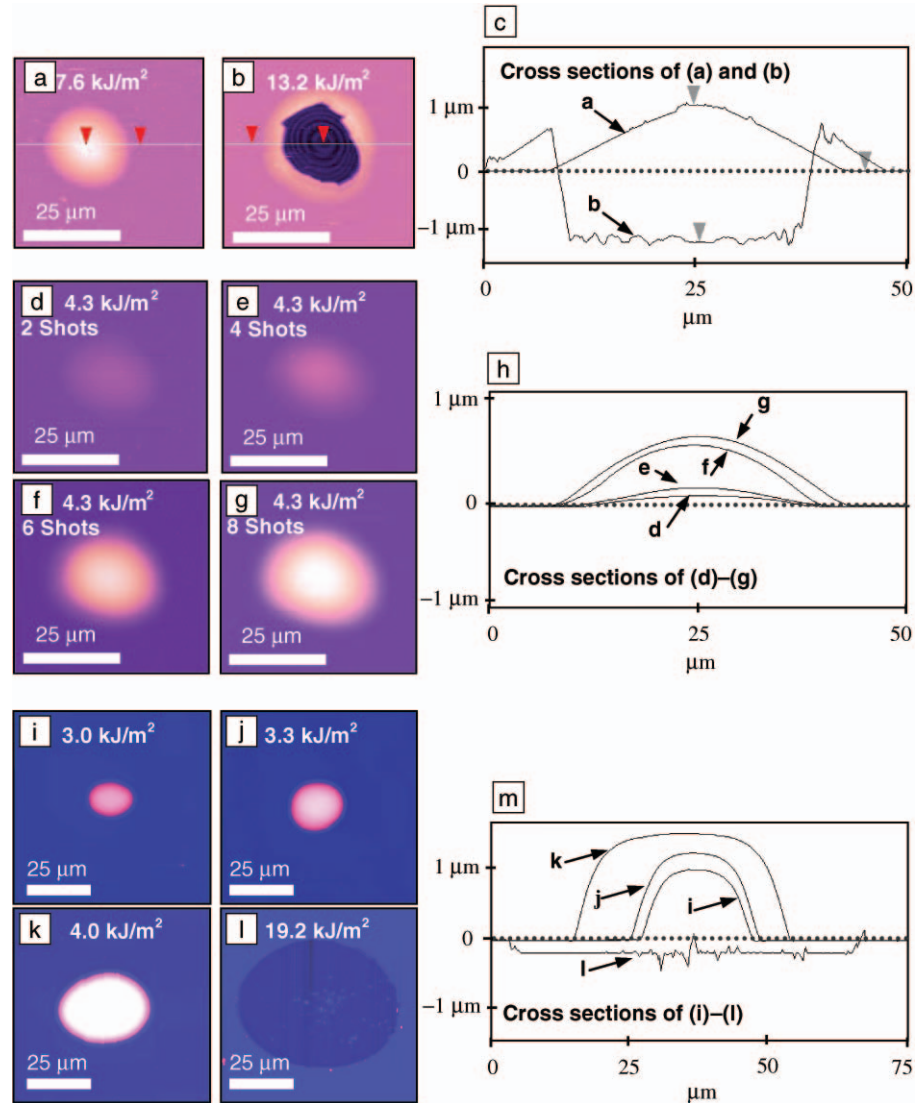 a 7.6 kJ/m²
25 μm
b 13.2 kJ/m²
25 μm
c
Cross sections of (a) and (b)
1 μm
a
0
b
−1 μm
0 25 50
μm
d 4.3 kJ/m²
2 Shots
25 μm
e 4.3 kJ/m²
4 Shots
25 μm
f 4.3 kJ/m²
6 Shots
25 μm
g 4.3 kJ/m²
8 Shots
25 μm
h
1 μm
g
e f
0
d
Cross sections of (d)–(g)
−1 μm
0 25 50
μm
i 3.0 kJ/m²
25 μm
j 3.3 kJ/m²
25 μm
k 4.0 kJ/m²
25 μm
l 19.2 kJ/m²
25 μm
m
k
1 μm
j i
0
l
−1 μm
Cross sections of (i)–(l)
0 25 50 75
μm